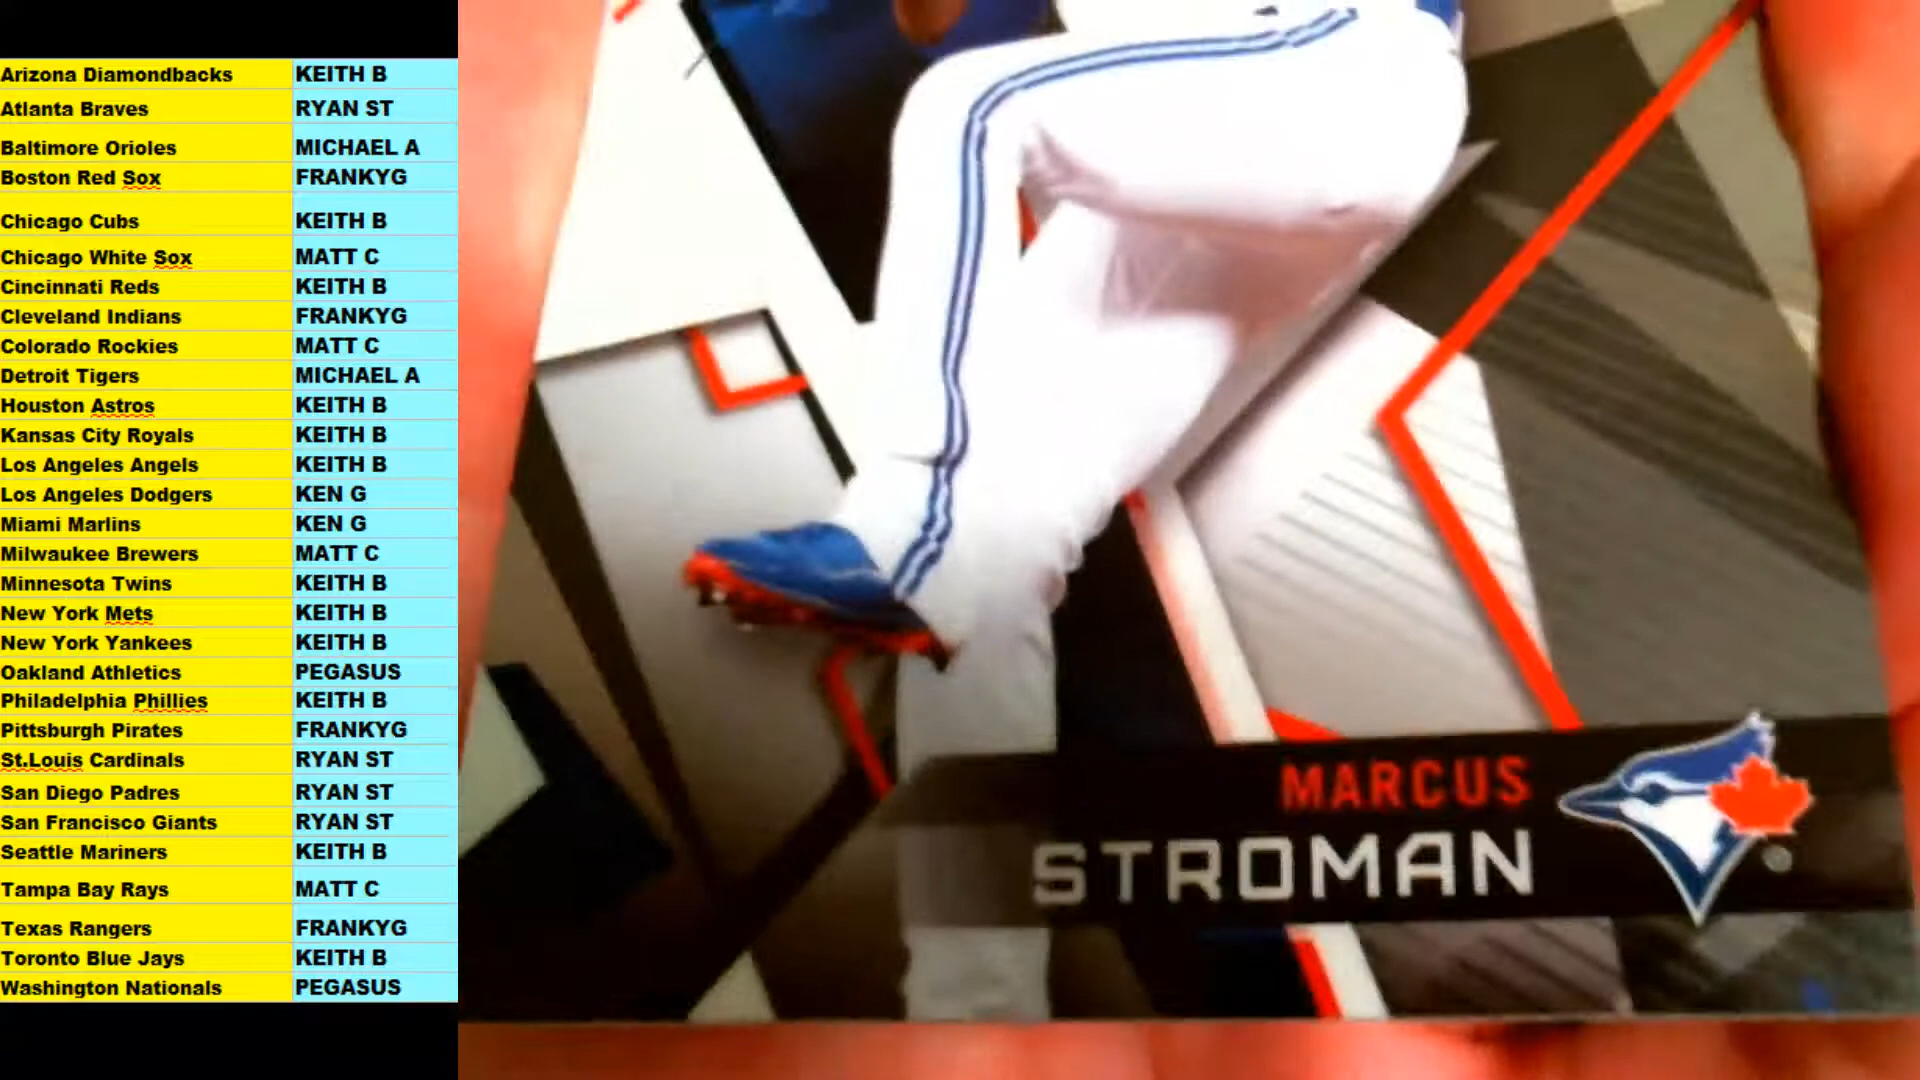 Arizona Diamondbacks KEITH B
Atlanta Braves RYAN ST
Baltimore Orioles MICHAEL A
Boston Red Sox FRANKYG
Chicago Cubs KEITH B
Chicago White Sox MATT C
Cincinnati Reds KEITH B
Cleveland Indians FRANKYG
Colorado Rockies MATT C
Detroit Tigers MICHAEL A
Houston Astros KEITH B
Kansas City Royals KEITH B
Los Angeles Angels KEITH B
Los Angeles Dodgers KEN G
Miami Marlins KEN G
Milwaukee Brewers MATT C
Minnesota Twins KEITH B
New York Mets KEITH B
New York Yankees KEITH B
Oakland Athletics PEGASUS
Philadelphia Phillies KEITH B
Pittsburgh Pirates FRANKYG
St.Louis Cardinals RYAN ST
San Diego Padres RYAN ST
San Francisco Giants RYAN ST
Seattle Mariners KEITH B
Tampa Bay Rays MATT C
Texas Rangers FRANKYG
Toronto Blue Jays KEITH B
Washington Nationals PEGASUS
MARCUS
STROMAN